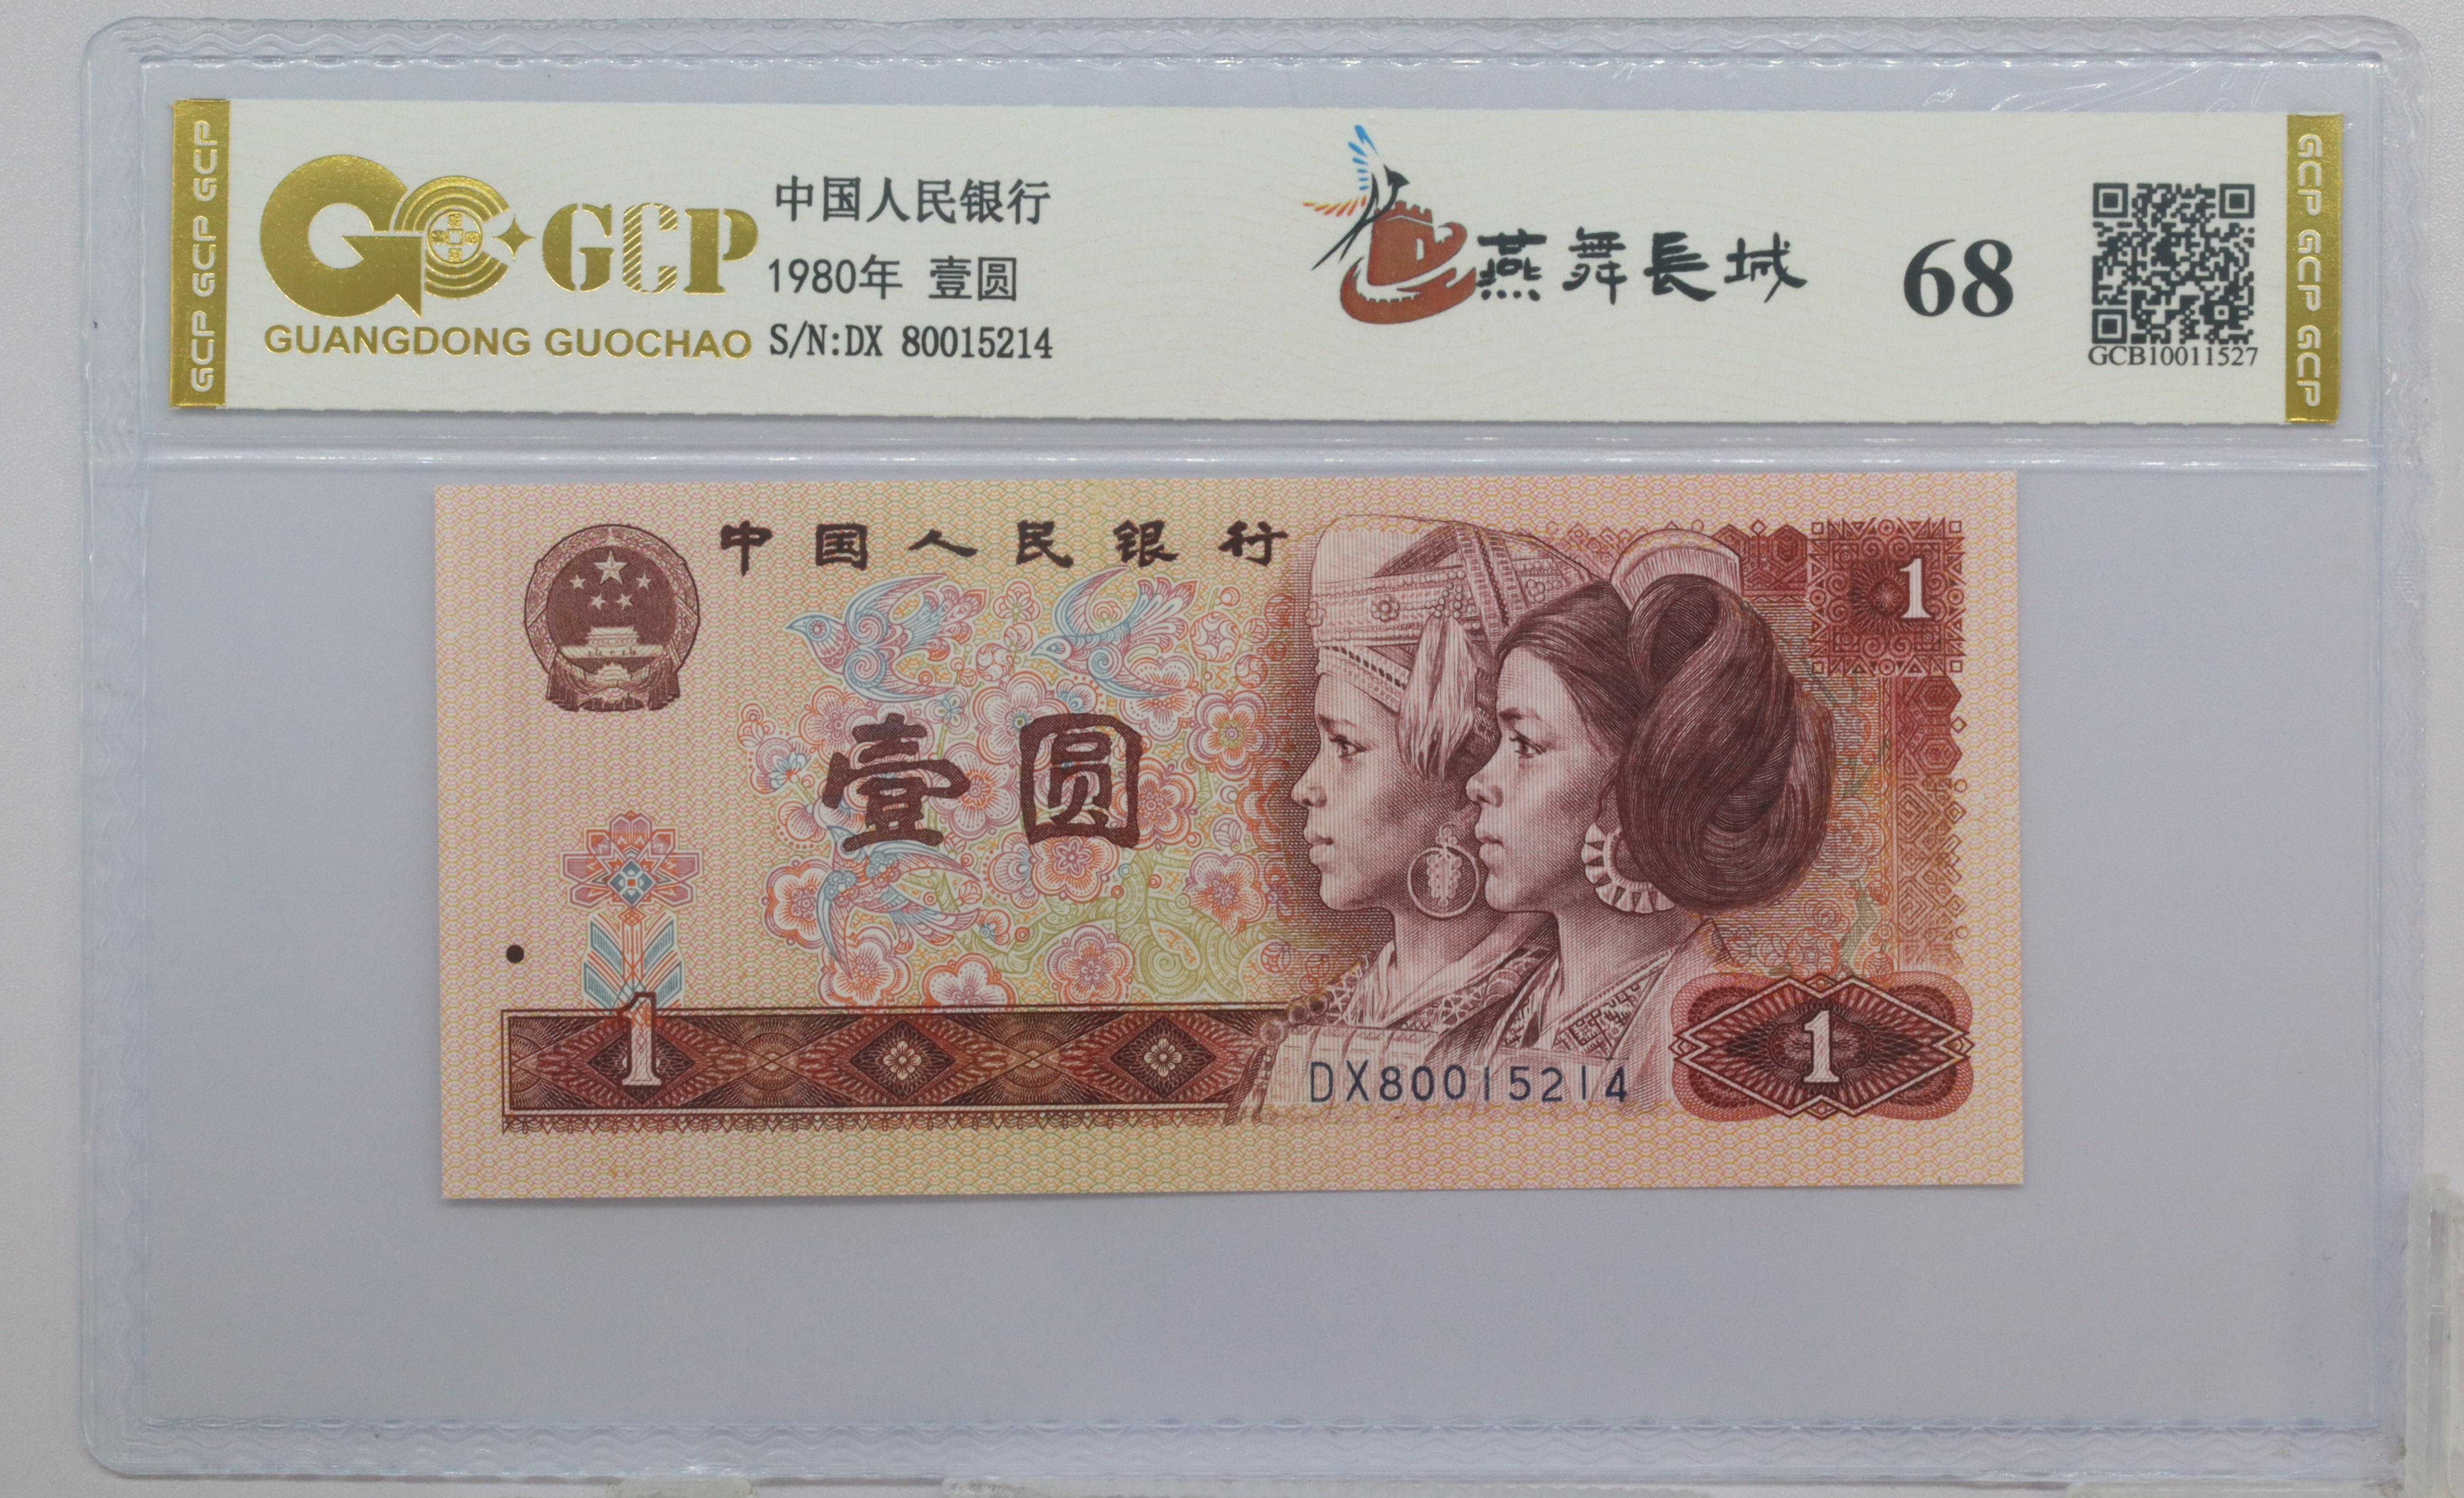 GCP GCP GCP GCP
GCP
GUANGDONG GUOCHAO
中国人民银行
1980年 壹圆
S/N:DX 80015214
燕舞長城
68
GCB10011527
GCP GCP GCP GCP
中国人民银行
1
壹圆
1
DX80015214
1